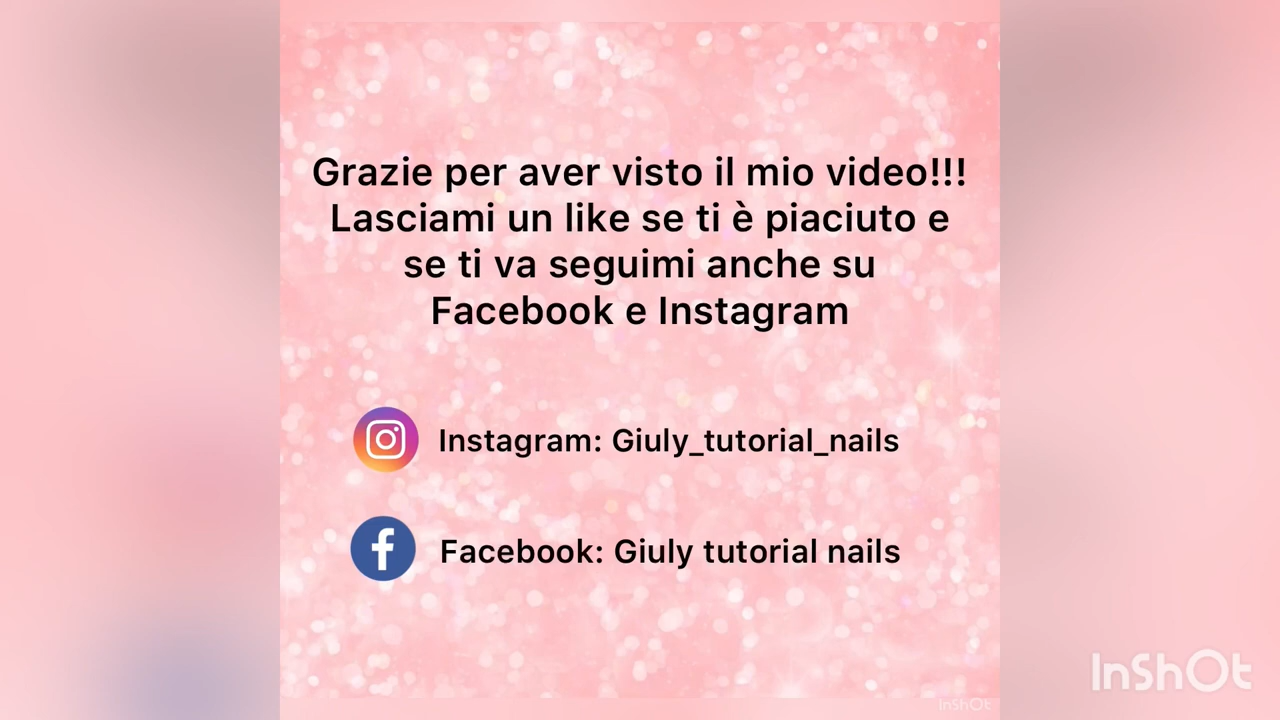 Grazie per aver visto il mio video!!!
Lasciami un like se ti è piaciuto e
se ti va seguimi anche su
Facebook e Instagram
Instagram: Giuly_tutorial_nails
Facebook: Giuly tutorial nails
InShOt
InShOt